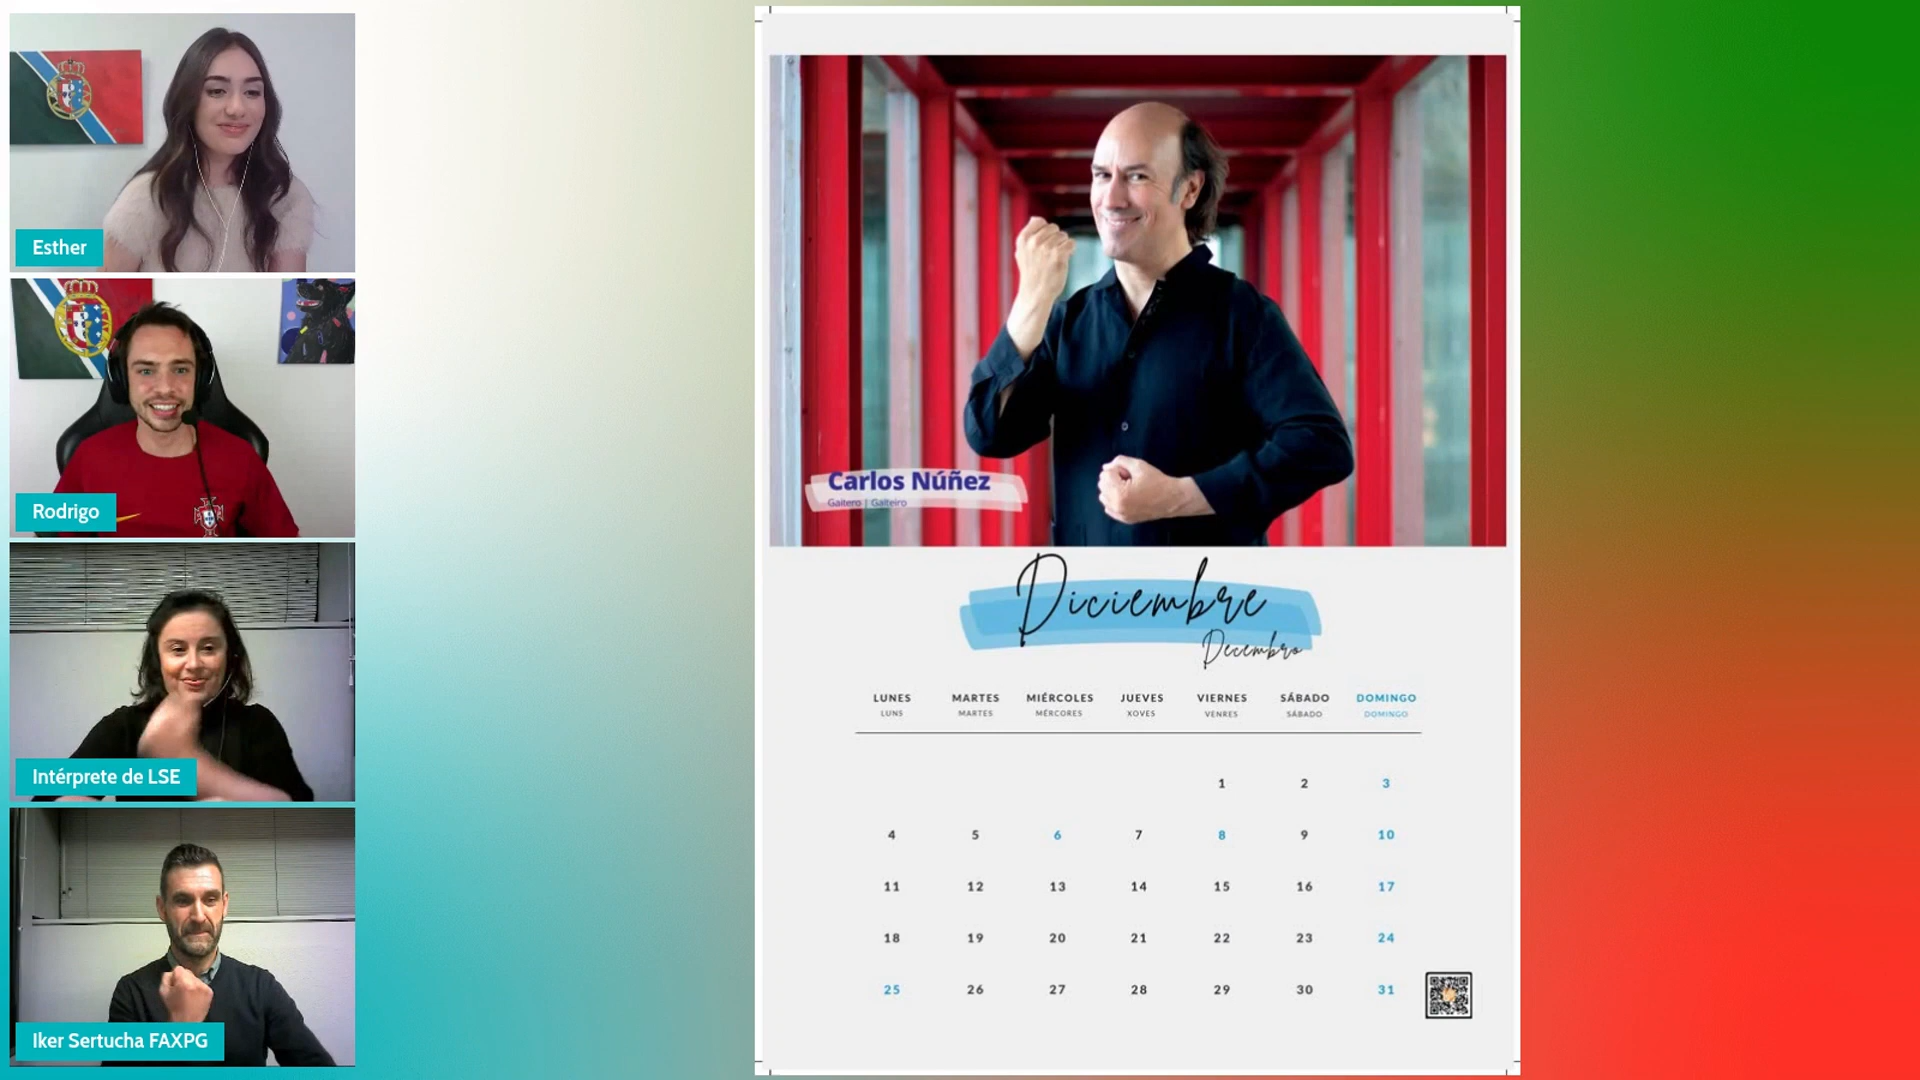 Esther
Rodrigo
Intérprete de LSE
Iker Sertucha FAXPG
Carlos Núñez
Gaitero | Gaiteiro
Diciembre
Decembro
LUNES MARTES MIÉRCOLES JUEVES VIERNES SÁBADO DOMINGO
LUNS MARTES MÉRCORES XOVES VENRES SÁBADO DOMINGO
1 2 3
4 5 6 7 8 9 10
11 12 13 14 15 16 17
18 19 20 21 22 23 24
25 26 27 28 29 30 31